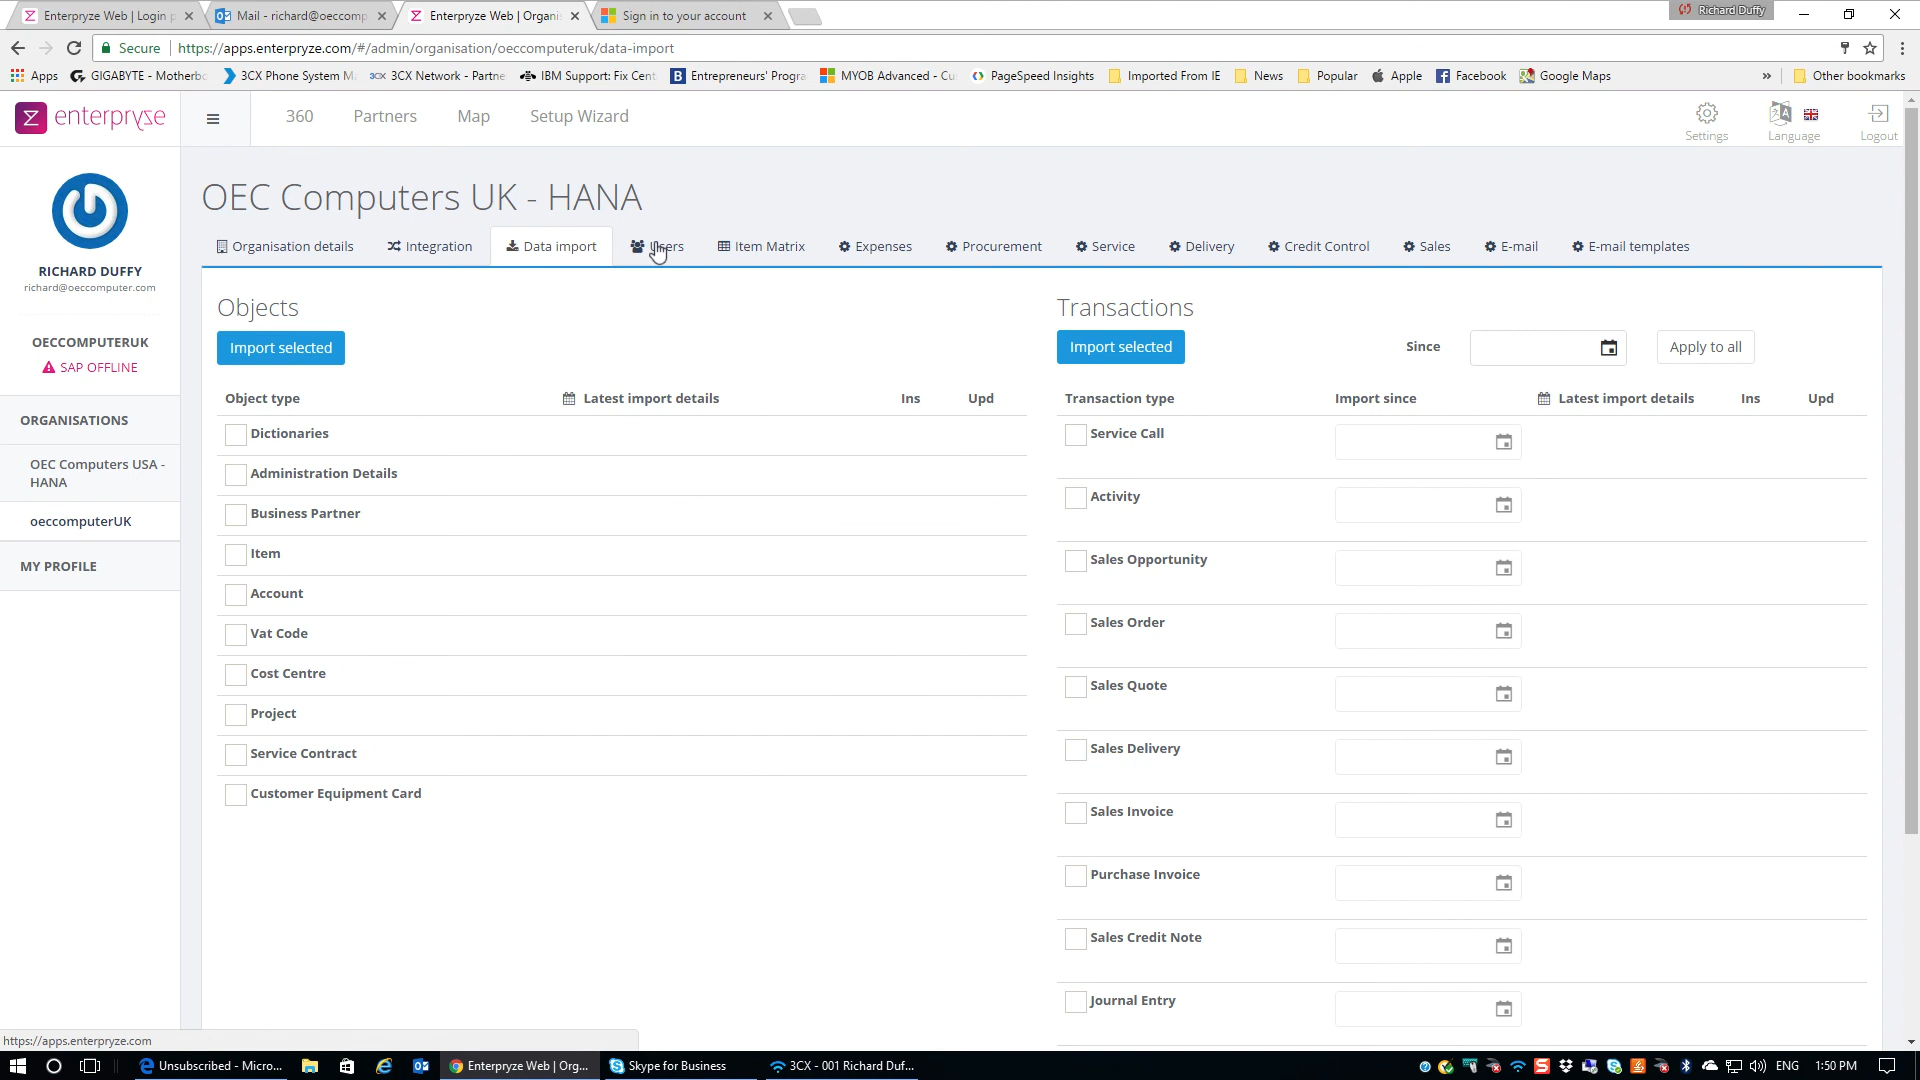 Enterpryze Web | Login p
Mail - richard@oeccomp
Enterpryze Web | Organis
Sign in to your account
Richard Duffy
Secure
https://apps.enterpryze.com/#/admin/organisation/oeccomputeruk/data-import
Apps
GIGABYTE - Motherbo
3CX Phone System Ma
3CX Network - Partne
IBM Support: Fix Cent
Entrepreneurs' Progra
MYOB Advanced - Cu
PageSpeed Insights
Imported From IE
News
Popular
Apple
Facebook
Google Maps
»
Other bookmarks
enterpryze
360
Partners
Map
Setup Wizard
Settings
Language
Logout
RICHARD DUFFY
richard@oeccomputer.com
OECCOMPUTERUK
SAP OFFLINE
ORGANISATIONS
OEC Computers USA -
HANA
oeccomputerUK
MY PROFILE
OEC Computers UK - HANA
Organisation details
Integration
Data import
Users
Item Matrix
Expenses
Procurement
Service
Delivery
Credit Control
Sales
E-mail
E-mail templates
Objects
Import selected
Object type
Latest import details
Ins
Upd
Dictionaries
Administration Details
Business Partner
Item
Account
Vat Code
Cost Centre
Project
Service Contract
Customer Equipment Card
Transactions
Import selected
Since
Apply to all
Transaction type
Import since
Latest import details
Ins
Upd
Service Call
Activity
Sales Opportunity
Sales Order
Sales Quote
Sales Delivery
Sales Invoice
Purchase Invoice
Sales Credit Note
Journal Entry
https://apps.enterpryze.com
Unsubscribed - Micro...
Enterpryze Web | Org...
Skype for Business
3CX - 001 Richard Duf...
ENG
1:50 PM